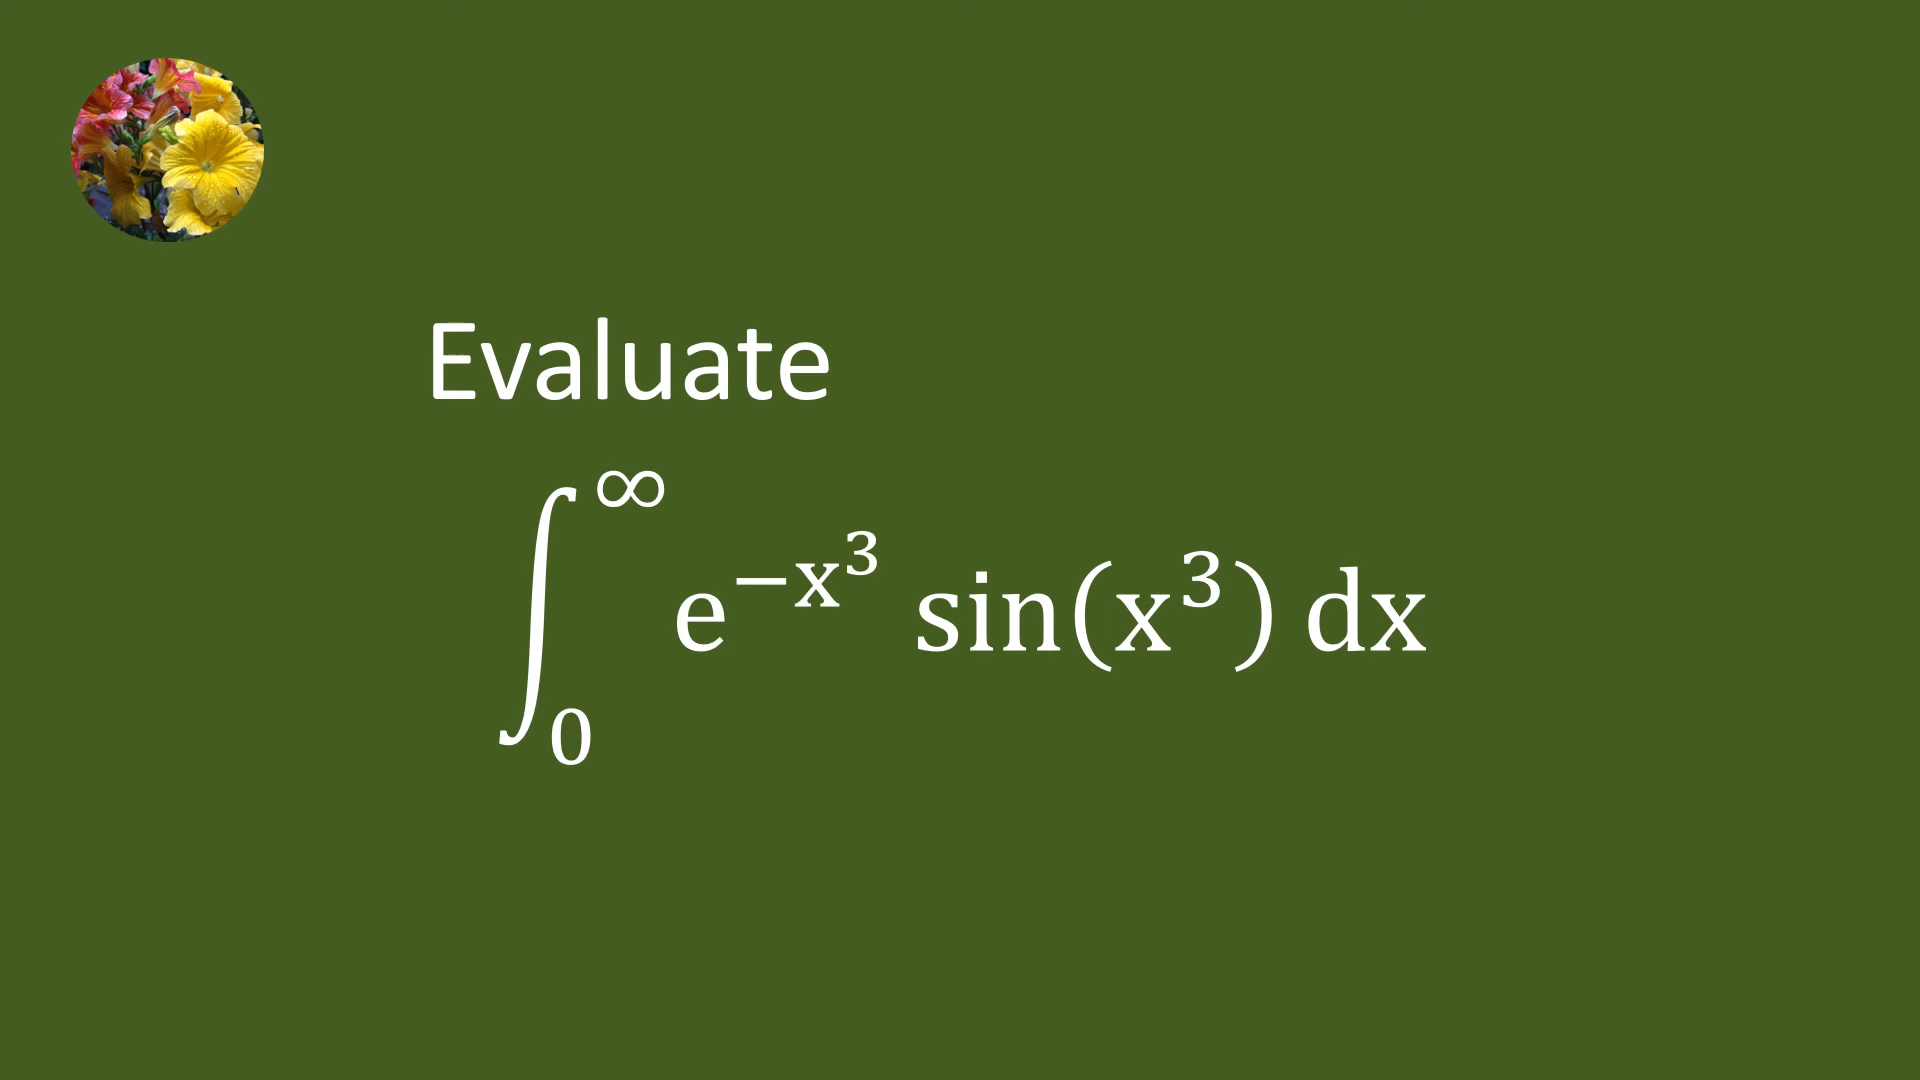 Evaluate
∫₀^∞ e^(−x³) sin(x³) dx